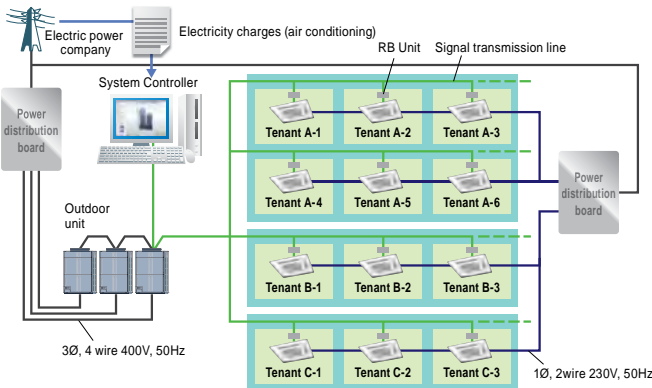 Electric power
company
Electricity charges (air conditioning)
RB Unit
Signal transmission line
System Controller
Power
distribution
board
Tenant A-1
Tenant A-2
Tenant A-3
Tenant A-4
Tenant A-5
Tenant A-6
Power
distribution
board
Outdoor
unit
Tenant B-1
Tenant B-2
Tenant B-3
3Ø, 4 wire 400V, 50Hz
Tenant C-1
Tenant C-2
Tenant C-3
1Ø, 2wire 230V, 50Hz